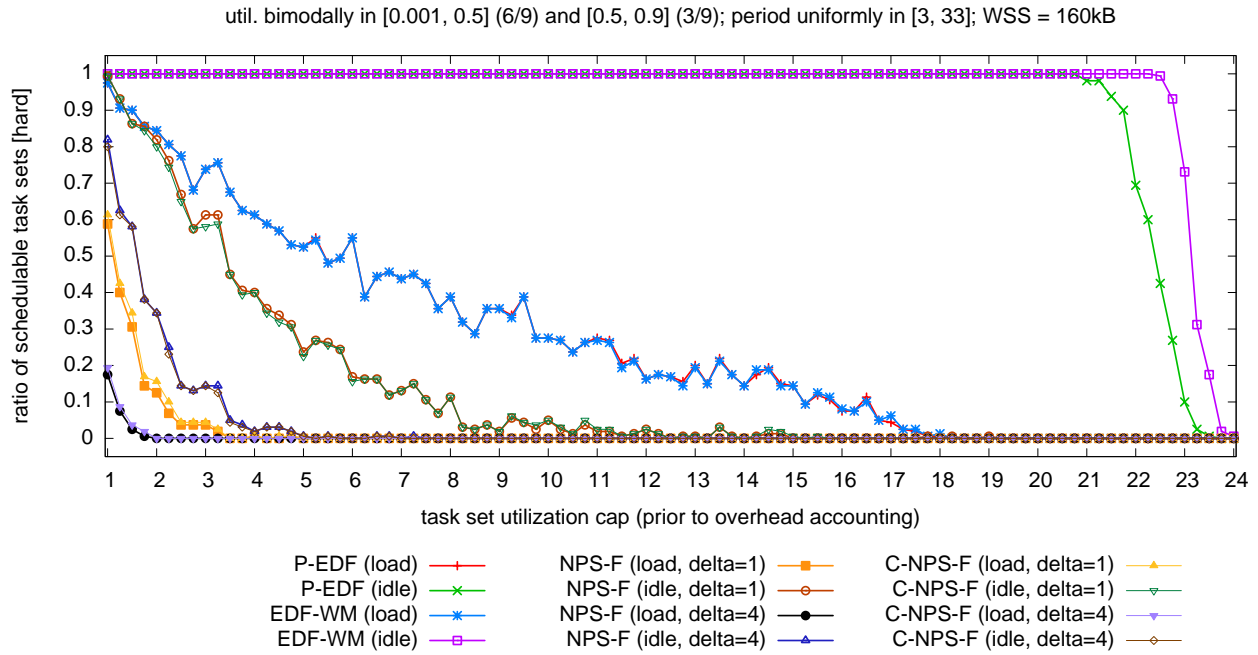 util. bimodally in [0.001, 0.5] (6/9) and [0.5, 0.9] (3/9); period uniformly in [3, 33]; WSS = 160kB
ratio of schedulable task sets [hard]
1
0.9
0.8
0.7
0.6
0.5
0.4
0.3
0.2
0.1
0
1 2 3 4 5 6 7 8 9 10 11 12 13 14 15 16 17 18 19 20 21 22 23 24
task set utilization cap (prior to overhead accounting)
P-EDF (load) NPS-F (load, delta=1) C-NPS-F (load, delta=1)
P-EDF (idle) NPS-F (idle, delta=1) C-NPS-F (idle, delta=1)
EDF-WM (load) NPS-F (load, delta=4) C-NPS-F (load, delta=4)
EDF-WM (idle) NPS-F (idle, delta=4) C-NPS-F (idle, delta=4)